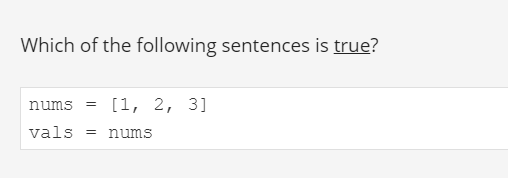 Which of the following sentences is true?
nums = [1, 2, 3]
vals = nums